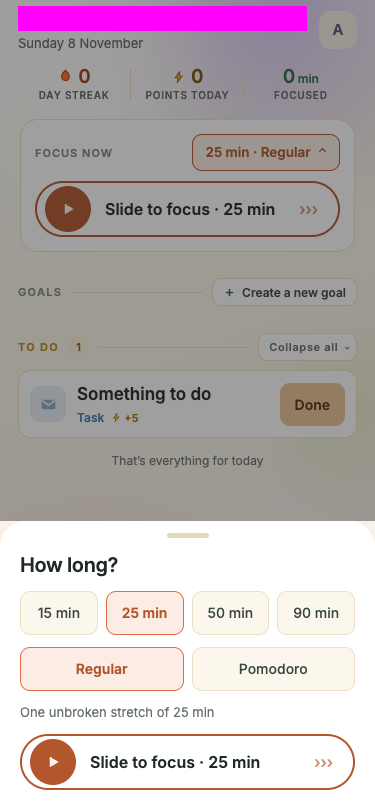 A
Sunday 8 November
0 0 0 min
DAY STREAK POINTS TODAY FOCUSED
FOCUS NOW 25 min · Regular
Slide to focus · 25 min ›››
GOALS + Create a new goal
TO DO 1 Collapse all
Something to do
Task +5
Done
That's everything for today
How long?
15 min 25 min 50 min 90 min
Regular Pomodoro
One unbroken stretch of 25 min
Slide to focus · 25 min ›››